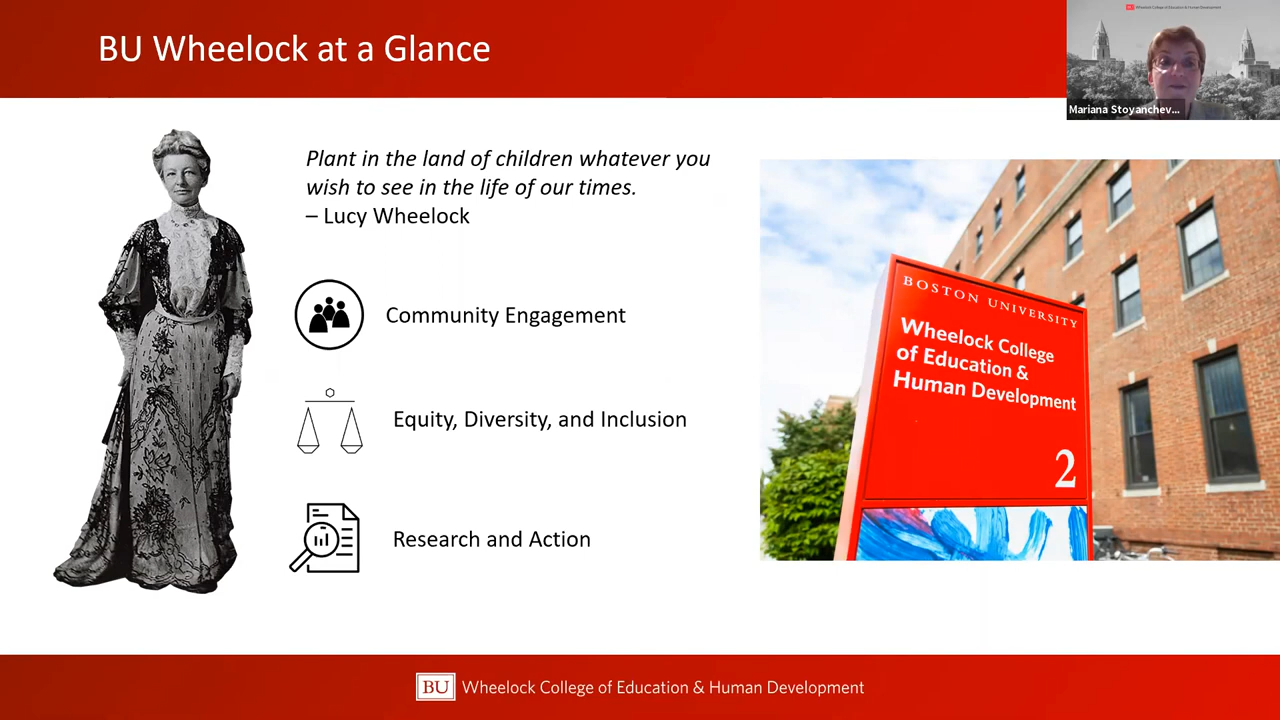 BU Wheelock at a Glance
Mariana Stoyanchev...
Plant in the land of children whatever you
wish to see in the life of our times.
– Lucy Wheelock
Community Engagement
Equity, Diversity, and Inclusion
Research and Action
BOSTON UNIVERSITY
Wheelock College
of Education &
Human Development
2
BU Wheelock College of Education & Human Development